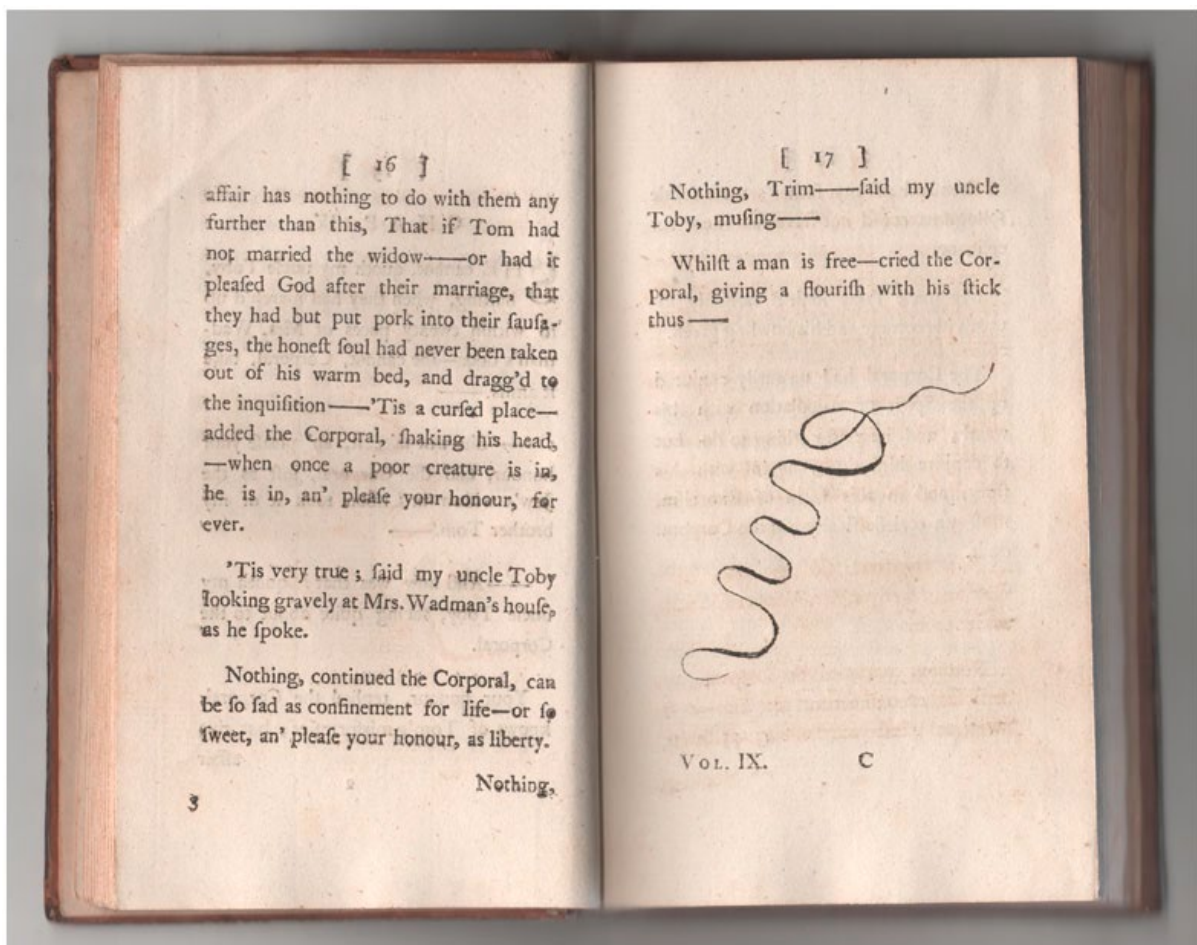 [ 16 ]
affair has nothing to do with them any
further than this, That if Tom had
not married the widow——or had it
pleaſed God after their marriage, that
they had but put pork into their ſauſa-
ges, the honeſt ſoul had never been taken
out of his warm bed, and dragg'd to
the inquiſition——'Tis a curſed place—
added the Corporal, ſhaking his head,
—when once a poor creature is in,
he is in, an' pleaſe your honour, for
ever.
'Tis very true ; ſaid my uncle Toby
looking gravely at Mrs. Wadman's houſe,
as he ſpoke.
Nothing, continued the Corporal, can
be ſo ſad as confinement for life—or ſo
ſweet, an' pleaſe your honour, as liberty.
Nothing,
3
[ 17 ]
Nothing, Trim——ſaid my uncle
Toby, muſing——
Whilſt a man is free—cried the Cor-
poral, giving a flouriſh with his ſtick
thus——
VOL. IX. C